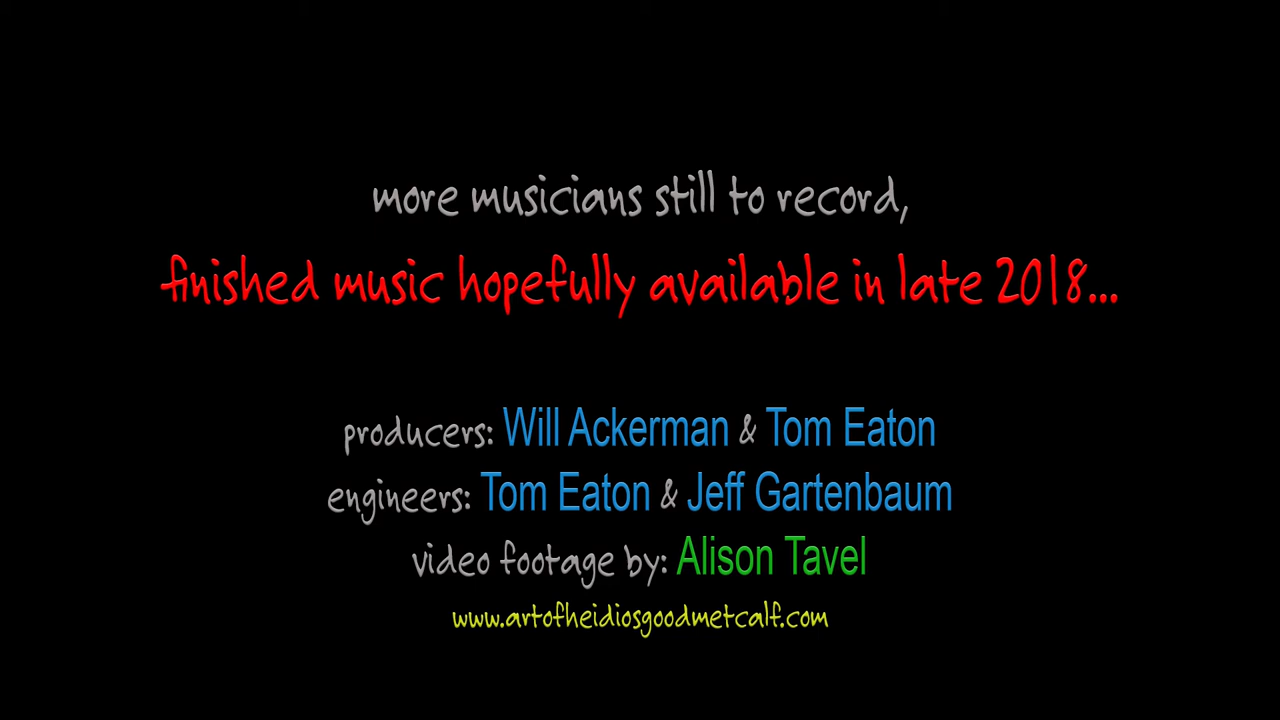 more musicians still to record,
finished music hopefully available in late 2018...
producers: Will Ackerman & Tom Eaton
engineers: Tom Eaton & Jeff Gartenbaum
video footage by: Alison Tavel
www.artofheidiosgoodmetcalf.com